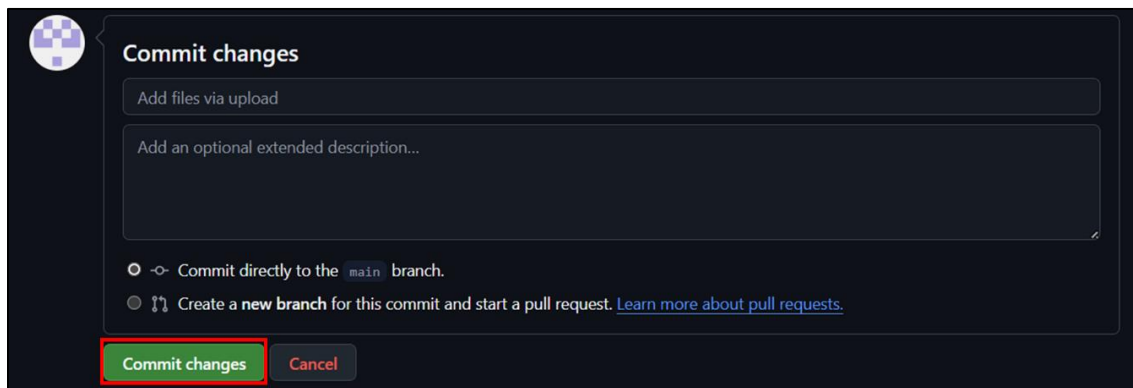 Commit changes
Add files via upload
Add an optional extended description...
Commit directly to the main branch.
Create a new branch for this commit and start a pull request. Learn more about pull requests.
Commit changes Cancel